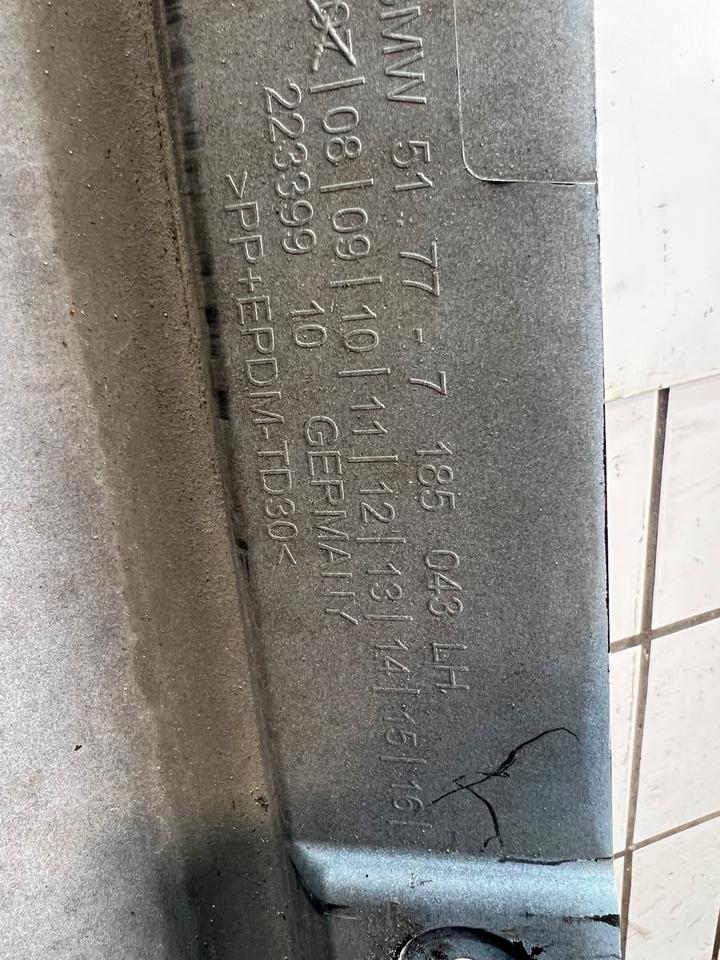 BMW 51.77-7 185 043 LH
07|08|09|10|11|12|13|14|15|16|
2233399 10 GERMANY
>PP+EPDM-TD30<